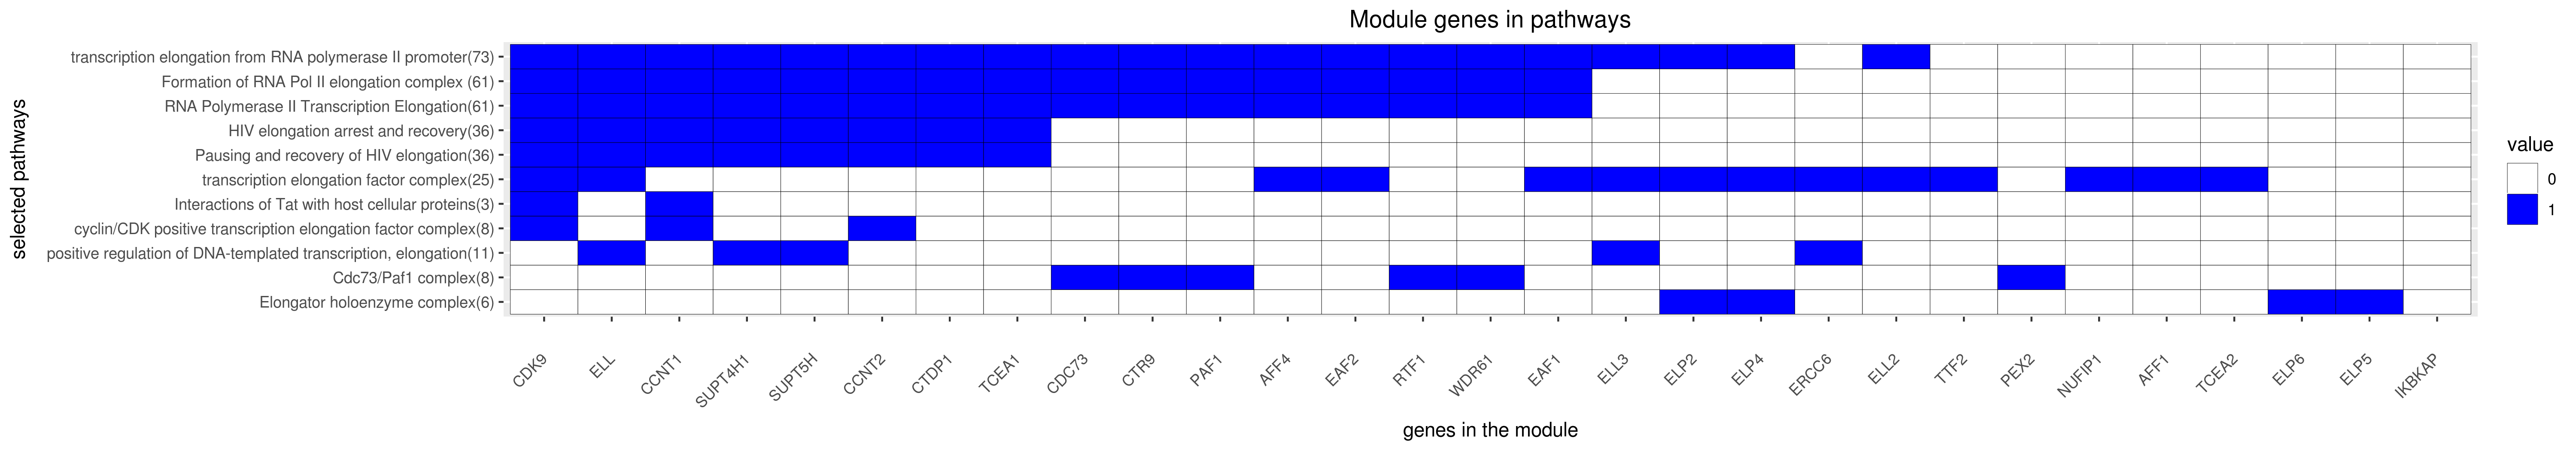 Module genes in pathways
selected pathways
transcription elongation from RNA polymerase II promoter(73)
Formation of RNA Pol II elongation complex (61)
RNA Polymerase II Transcription Elongation(61)
HIV elongation arrest and recovery(36)
Pausing and recovery of HIV elongation(36)
transcription elongation factor complex(25)
Interactions of Tat with host cellular proteins(3)
cyclin/CDK positive transcription elongation factor complex(8)
positive regulation of DNA-templated transcription, elongation(11)
Cdc73/Paf1 complex(8)
Elongator holoenzyme complex(6)
CDK9
ELL
CCNT1
SUPT4H1
SUPT5H
CCNT2
CTDP1
TCEA1
CDC73
CTR9
PAF1
AFF4
EAF2
RTF1
WDR61
EAF1
ELL3
ELP2
ELP4
ERCC6
ELL2
TTF2
PEX2
NUFIP1
AFF1
TCEA2
ELP6
ELP5
IKBKAP
genes in the module
value
0
1